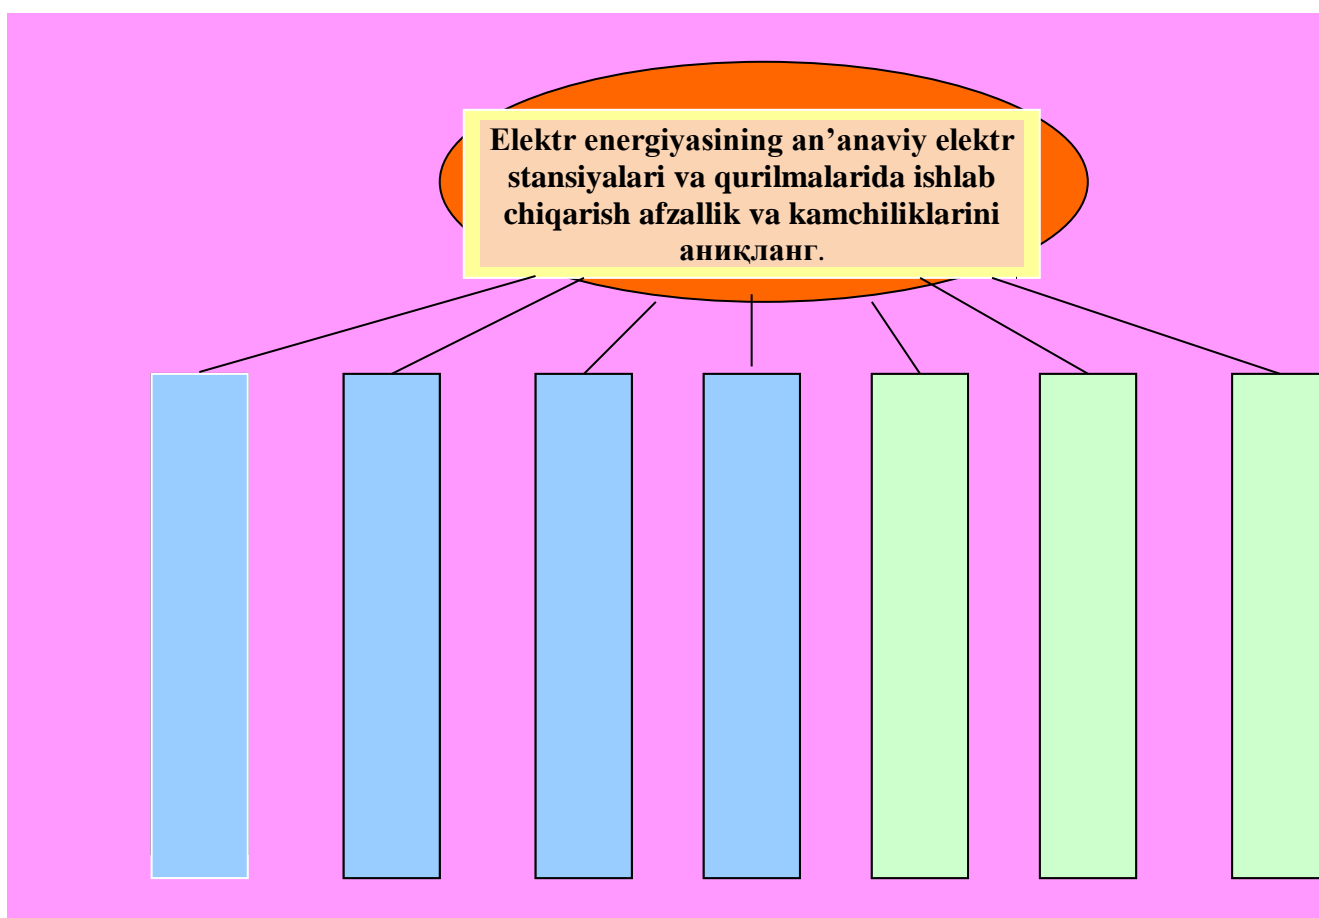 Elektr energiyasining an’anaviy elektr
stansiyalari va qurilmalarida ishlab
chiqarish afzallik va kamchiliklarini
аниқланг.